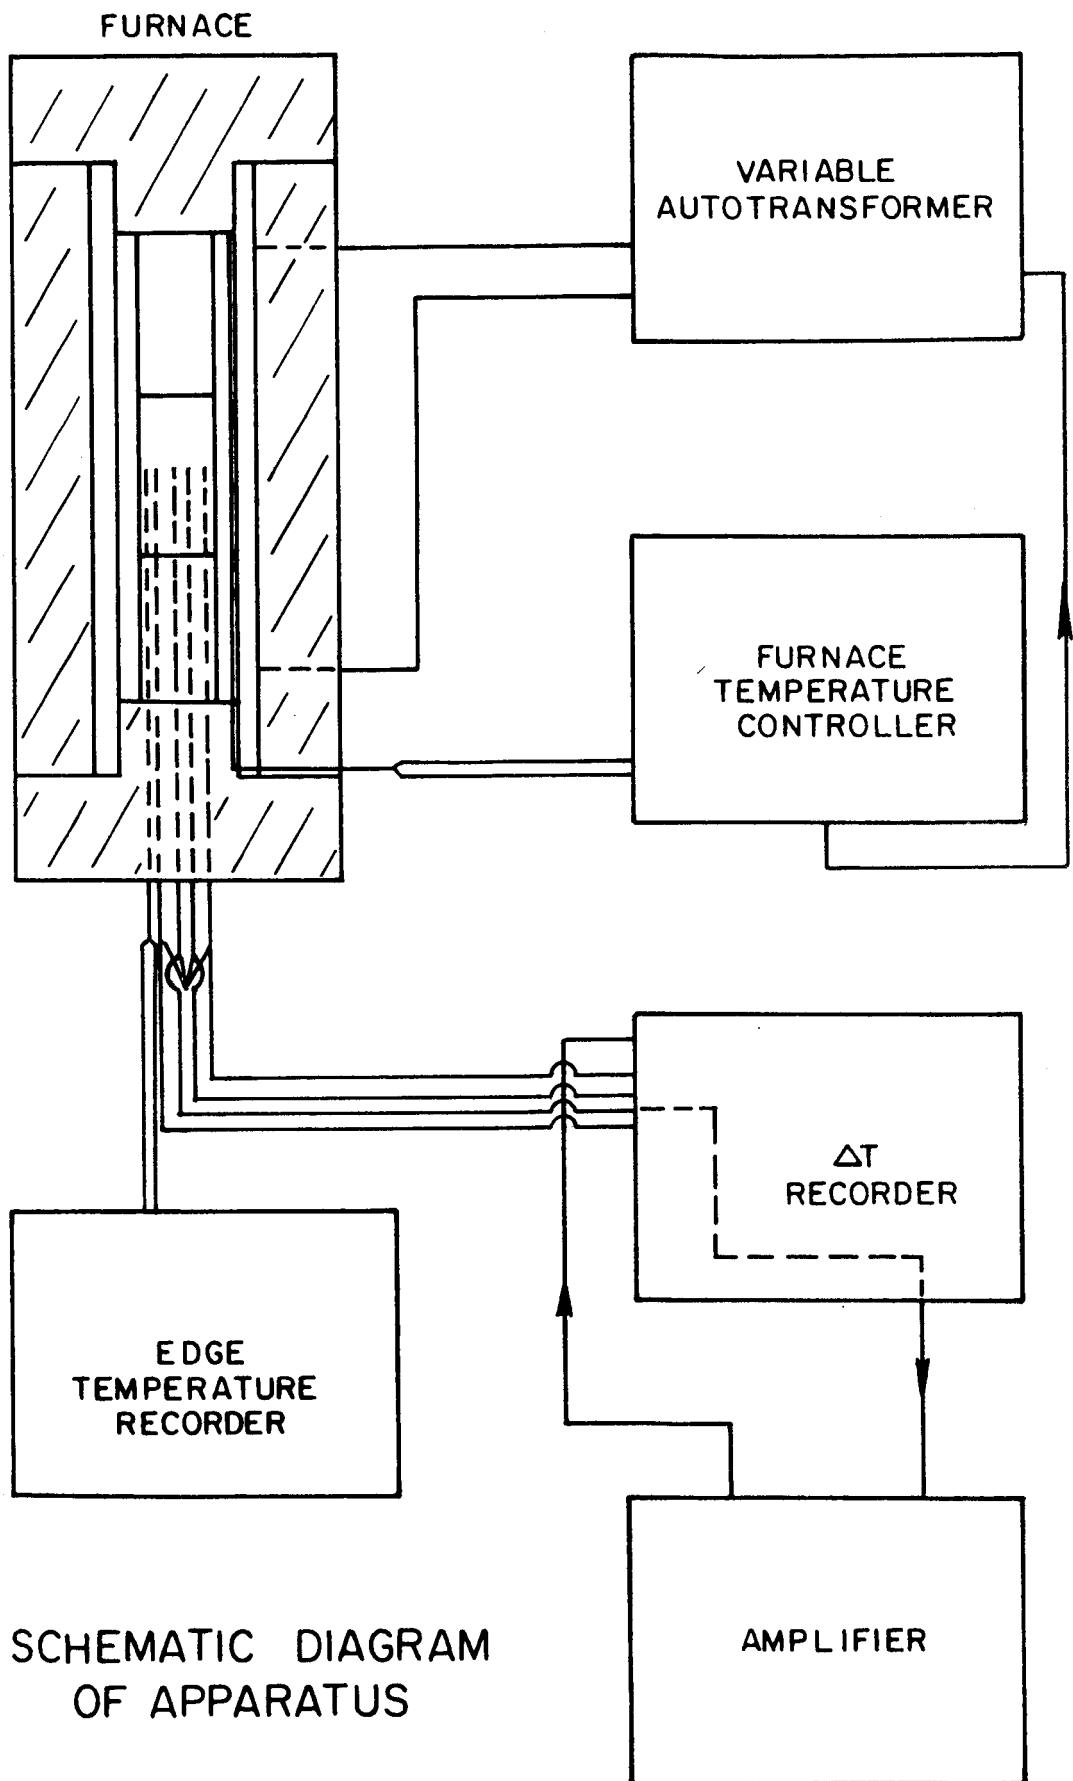 FURNACE
VARIABLE
AUTOTRANSFORMER
FURNACE
TEMPERATURE
CONTROLLER
ΔT
RECORDER
EDGE
TEMPERATURE
RECORDER
AMPLIFIER
SCHEMATIC DIAGRAM
OF APPARATUS